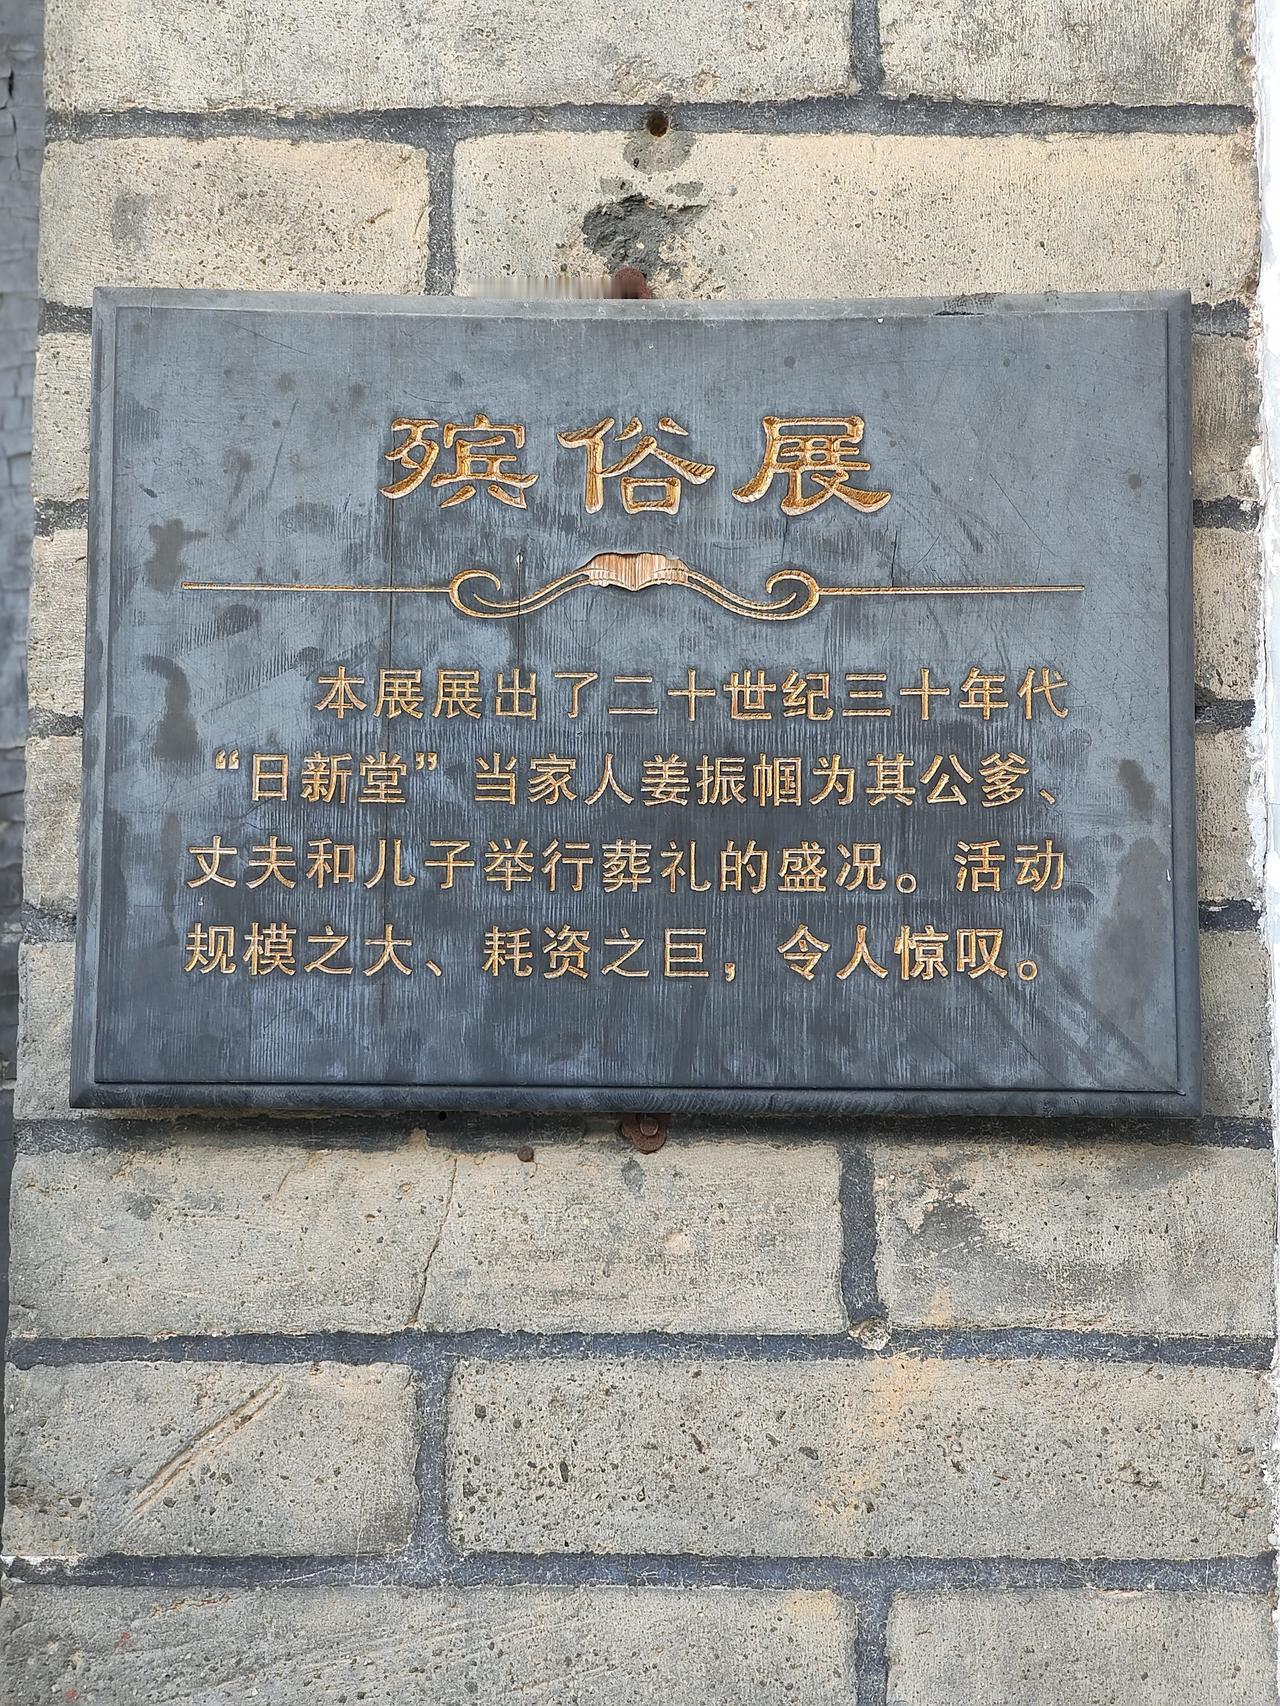 殡俗展
本展展出了二十世纪三十年代
“日新堂”当家人姜振帼为其公爹、
丈夫和儿子举行葬礼的盛况。活动
规模之大、耗资之巨，令人惊叹。